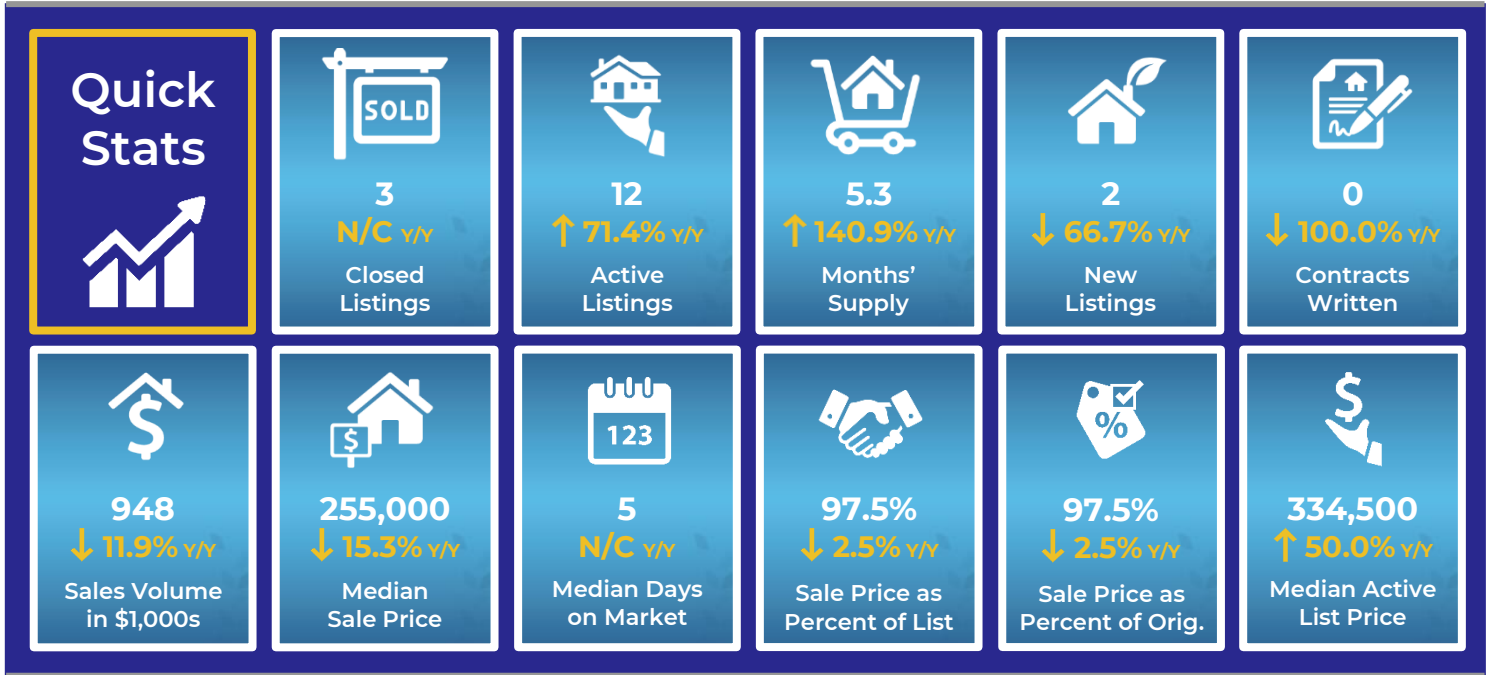 Quick
Stats
SOLD
3
N/C Y/Y
Closed
Listings
12
↑ 71.4% Y/Y
Active
Listings
5.3
↑ 140.9% Y/Y
Months’
Supply
2
↓ 66.7% Y/Y
New
Listings
0
↓ 100.0% Y/Y
Contracts
Written
$
948
↓ 11.9% Y/Y
Sales Volume
in $1,000s
$
255,000
↓ 15.3% Y/Y
Median
Sale Price
123
5
N/C Y/Y
Median Days
on Market
97.5%
↓ 2.5% Y/Y
Sale Price as
Percent of List
%
97.5%
↓ 2.5% Y/Y
Sale Price as
Percent of Orig.
$
334,500
↑ 50.0% Y/Y
Median Active
List Price